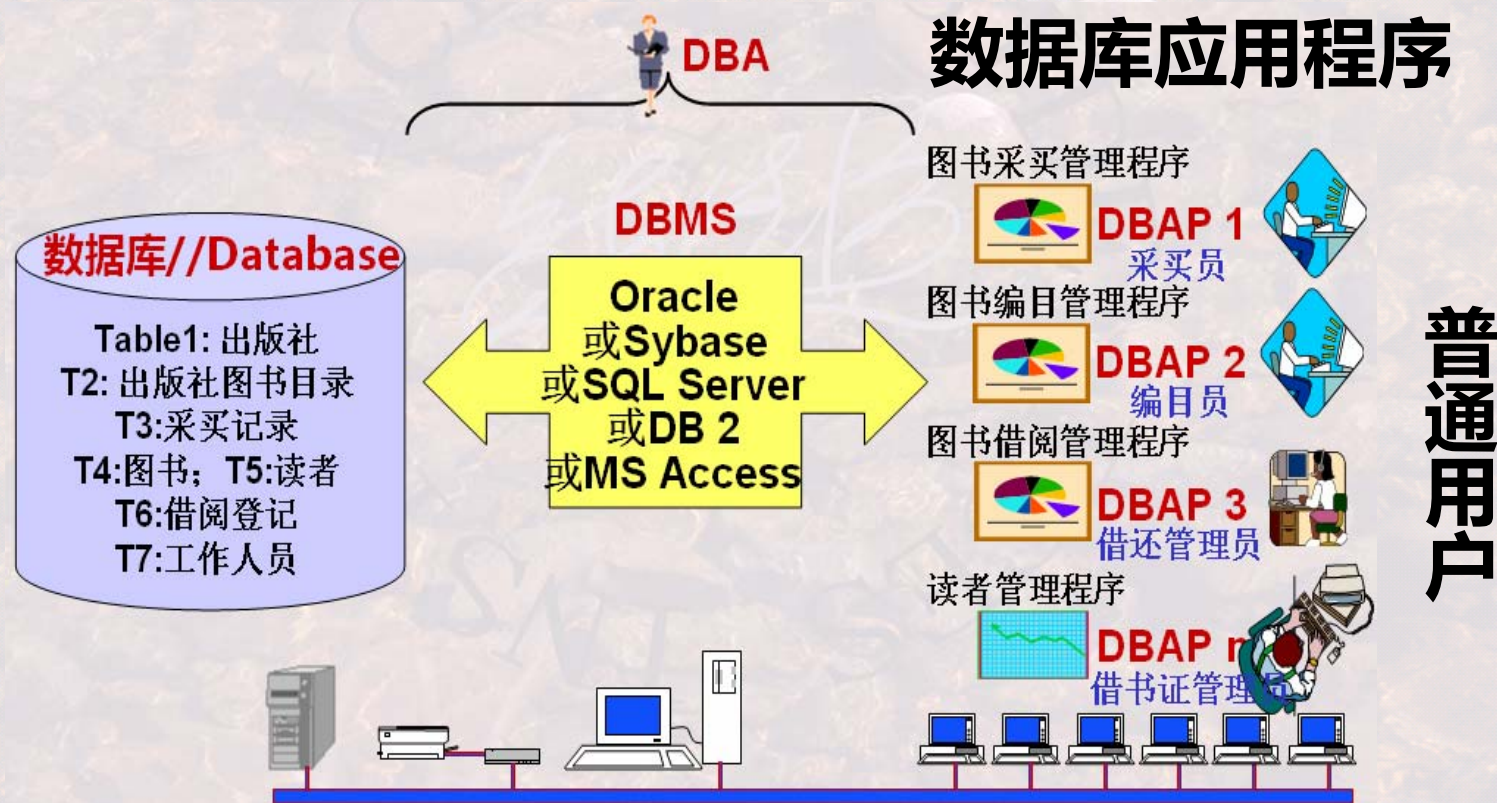 DBA
数据库应用程序
DBMS
数据库//Database
Table1: 出版社
T2: 出版社图书目录
T3:采买记录
T4:图书；T5:读者
T6:借阅登记
T7:工作人员
Oracle
或Sybase
或SQL Server
或DB 2
或MS Access
图书采买管理程序
DBAP 1
采买员
图书编目管理程序
DBAP 2
编目员
图书借阅管理程序
DBAP 3
借还管理员
读者管理程序
DBAP n
借书证管理员
普通用户